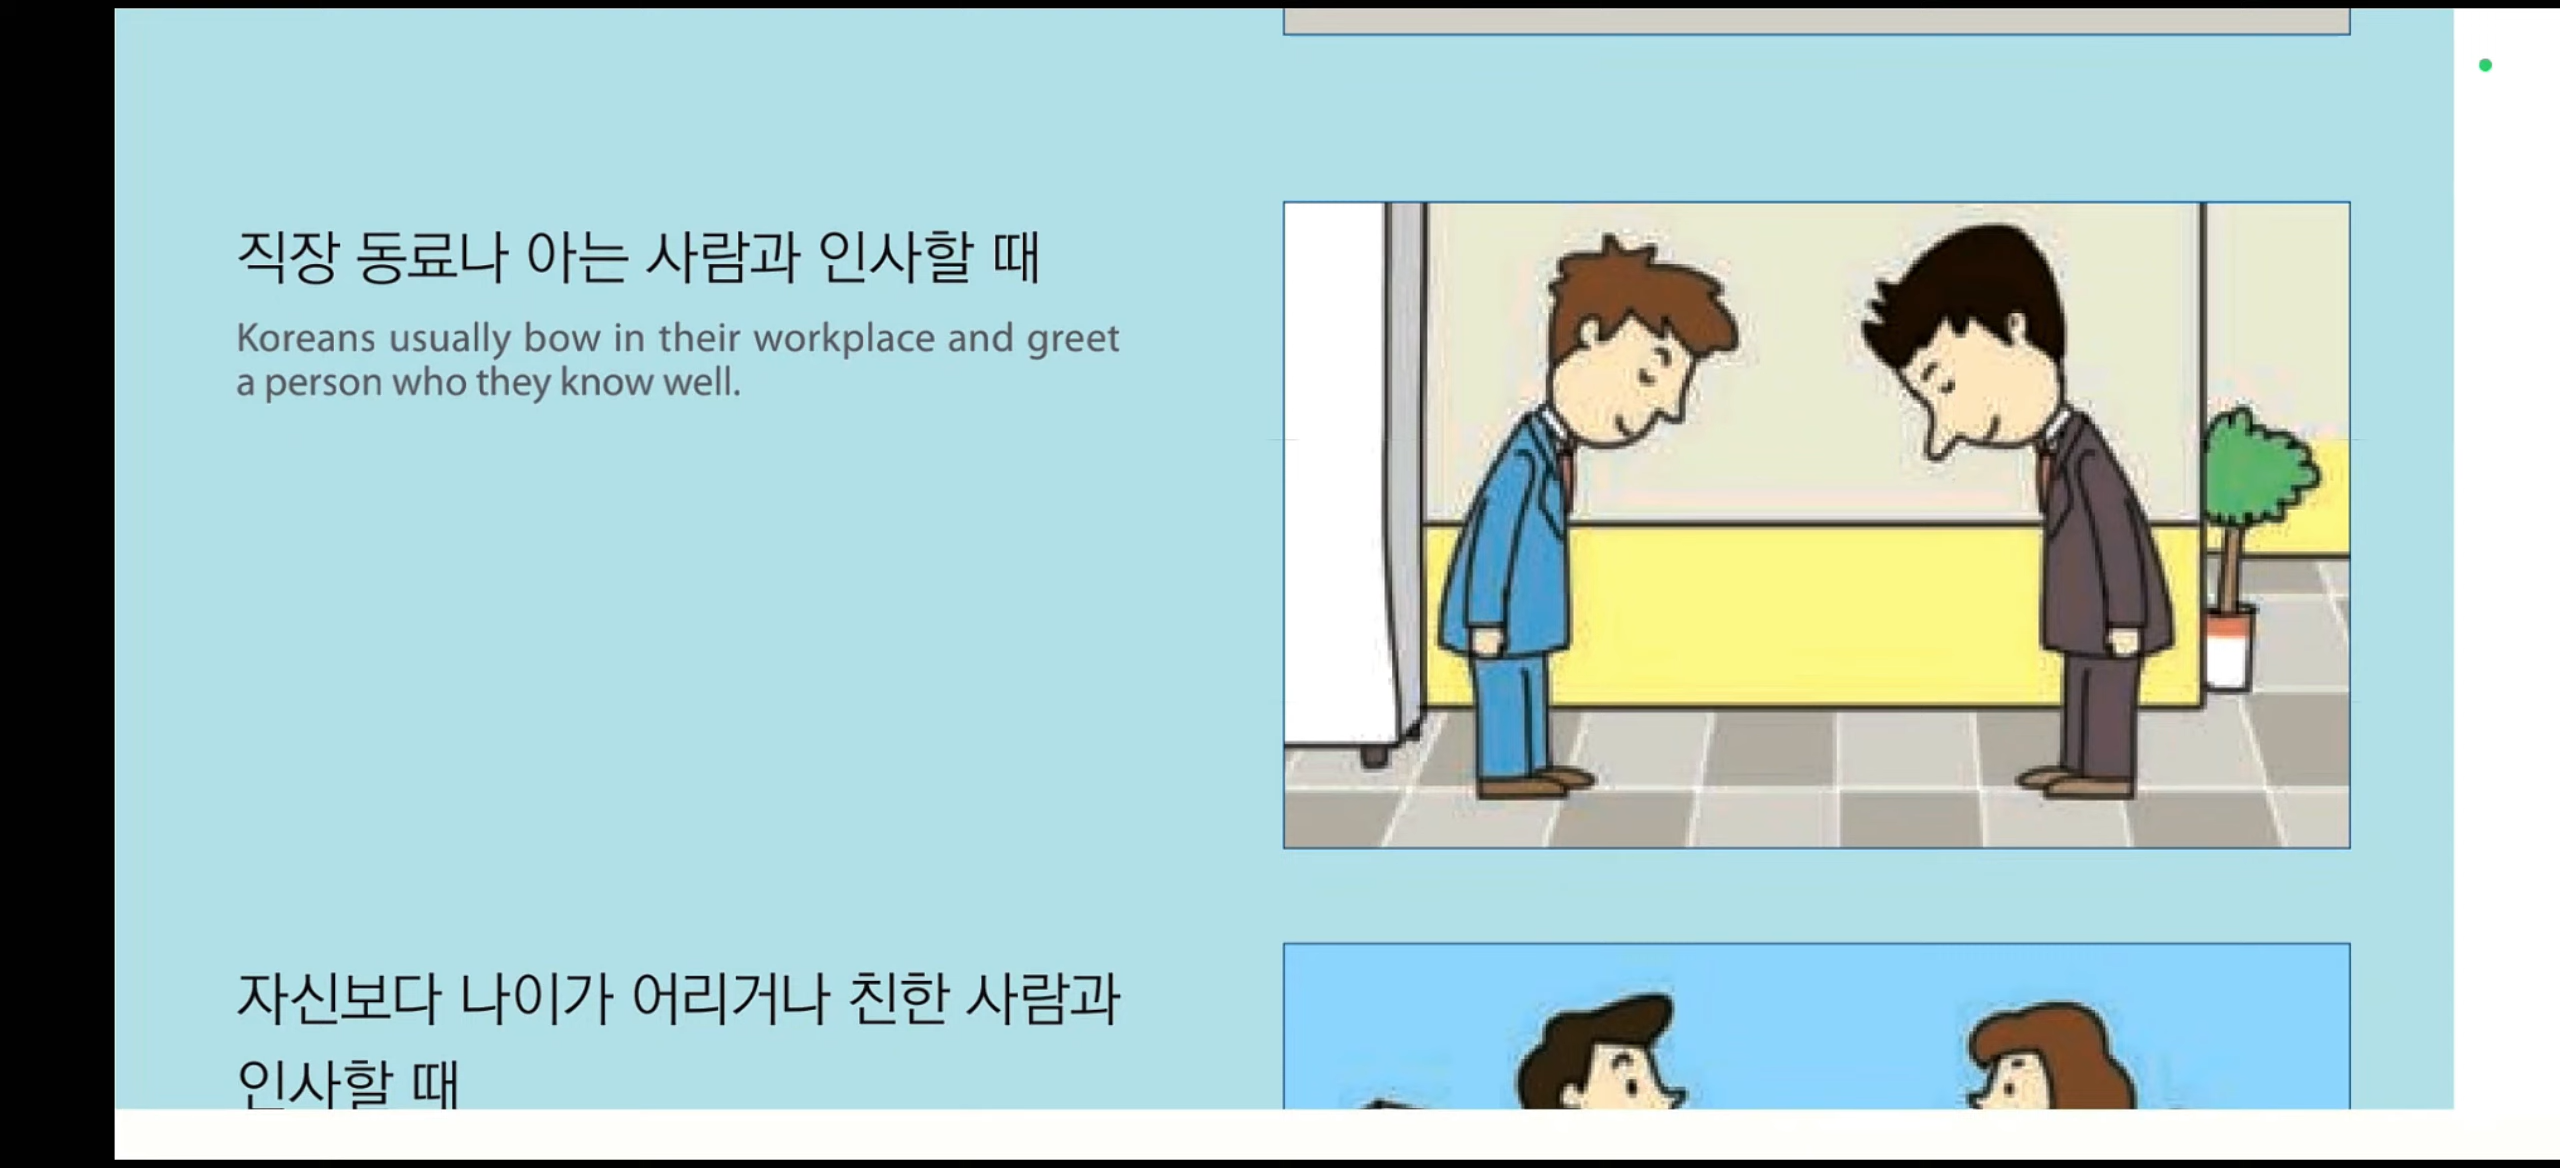 직장 동료나 아는 사람과 인사할 때
Koreans usually bow in their workplace and greet
a person who they know well.
자신보다 나이가 어리거나 친한 사람과
인사할 때